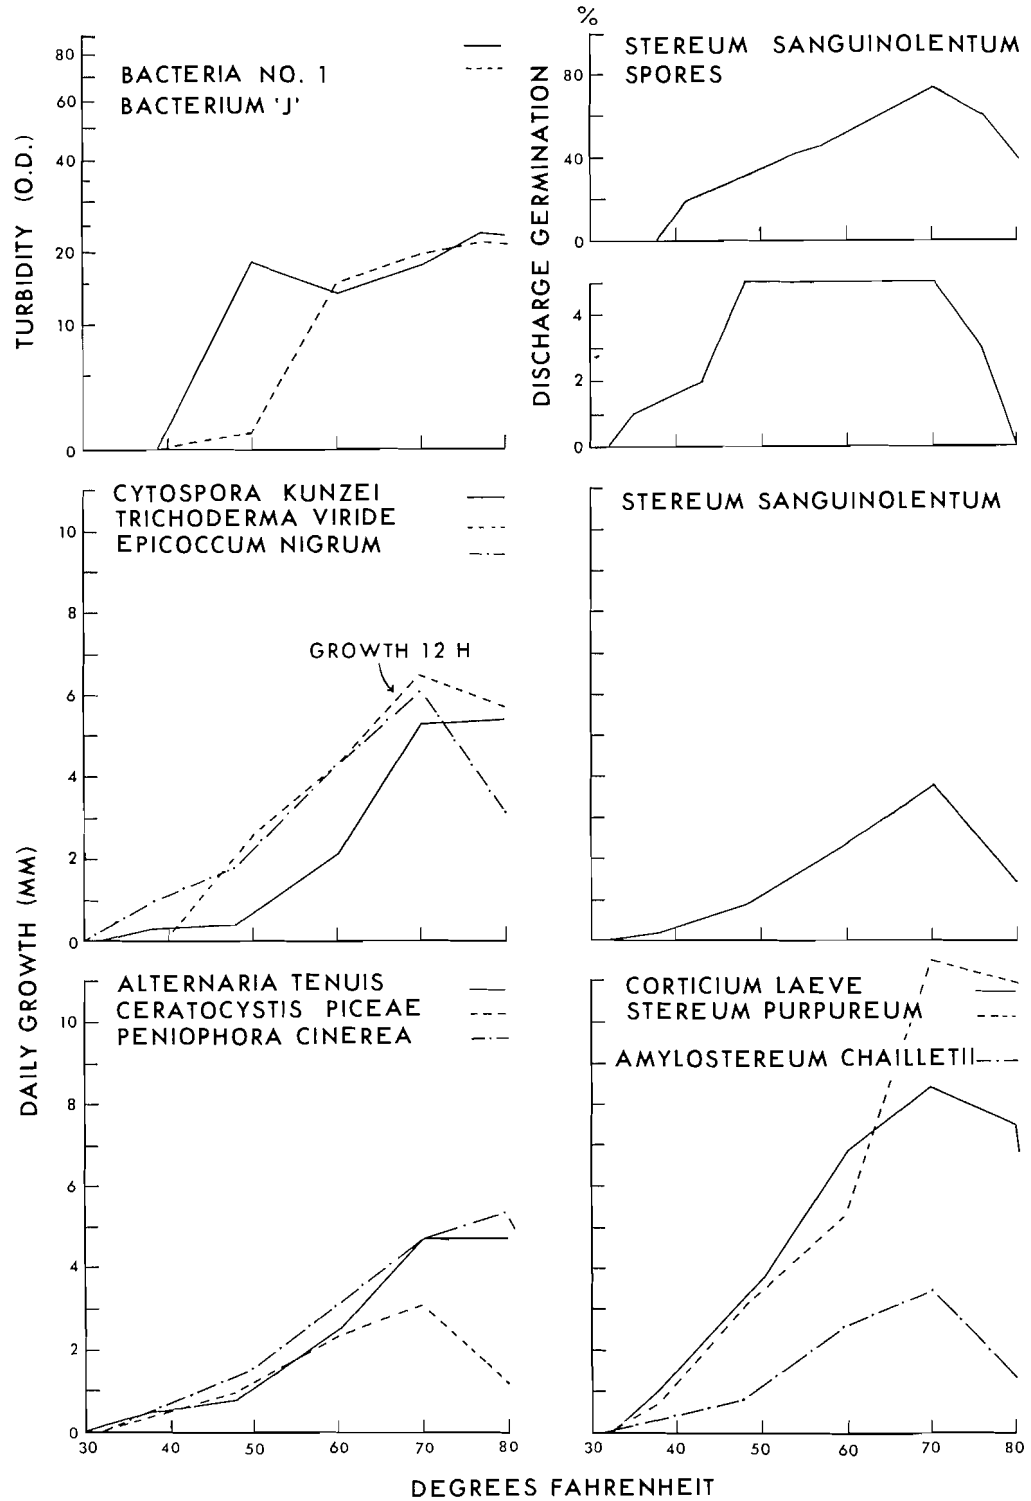 BACTERIA NO. 1
BACTERIUM 'J'
TURBIDITY (O.D.)
80
60
40
20
10
0
%
STEREUM SANGUINOLENTUM
SPORES
DISCHARGE GERMINATION
80
40
0
4
2
0
CYTOSPORA KUNZEI
TRICHODERMA VIRIDE
EPICOCCUM NIGRUM
GROWTH 12 H
10
8
6
4
2
0
STEREUM SANGUINOLENTUM
DAILY GROWTH (MM)
ALTERNARIA TENUIS
CERATOCYSTIS PICEAE
PENIOPHORA CINEREA
10
8
6
4
2
0
30 40 50 60 70 80
CORTICIUM LAEVE
STEREUM PURPUREUM
AMYLOSTEREUM CHAILLETII
30 40 50 60 70 80
DEGREES FAHRENHEIT